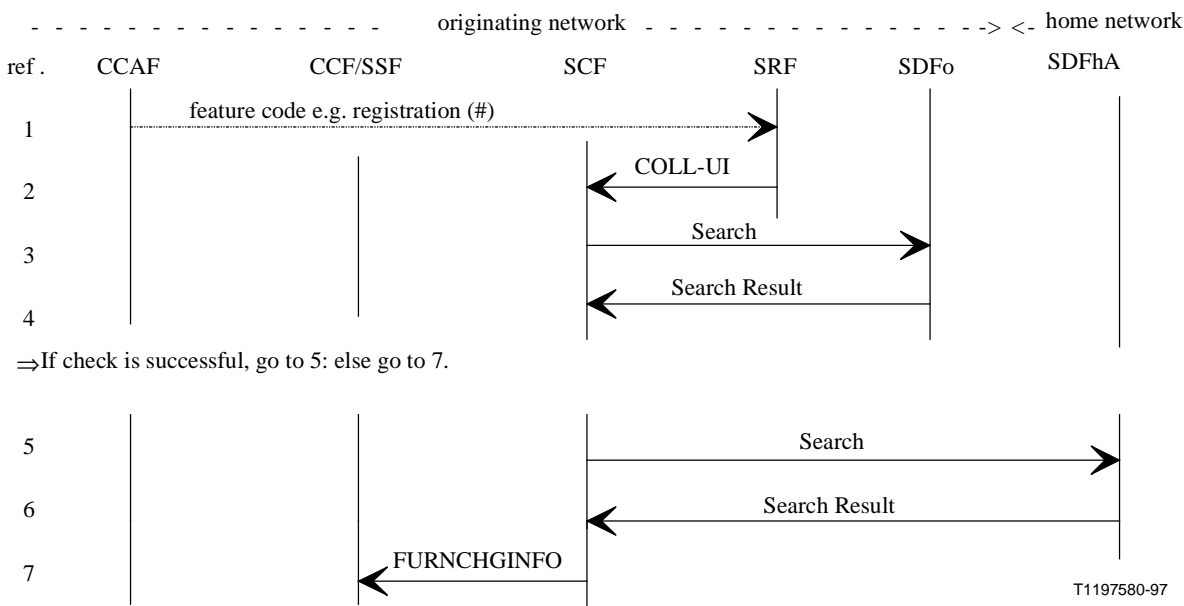 - - - - - - - - - - - - - - - - originating network - - - - - - - - - - - - - - - -> <- home network
ref . CCAF CCF/SSF SCF SRF SDFo SDFhA
feature code e.g. registration (#)
1
COLL-UI
2
Search
3
Search Result
4
⇒If check is successful, go to 5: else go to 7.
5 Search
6 Search Result
7 FURNCHGINFO
T1197580-97